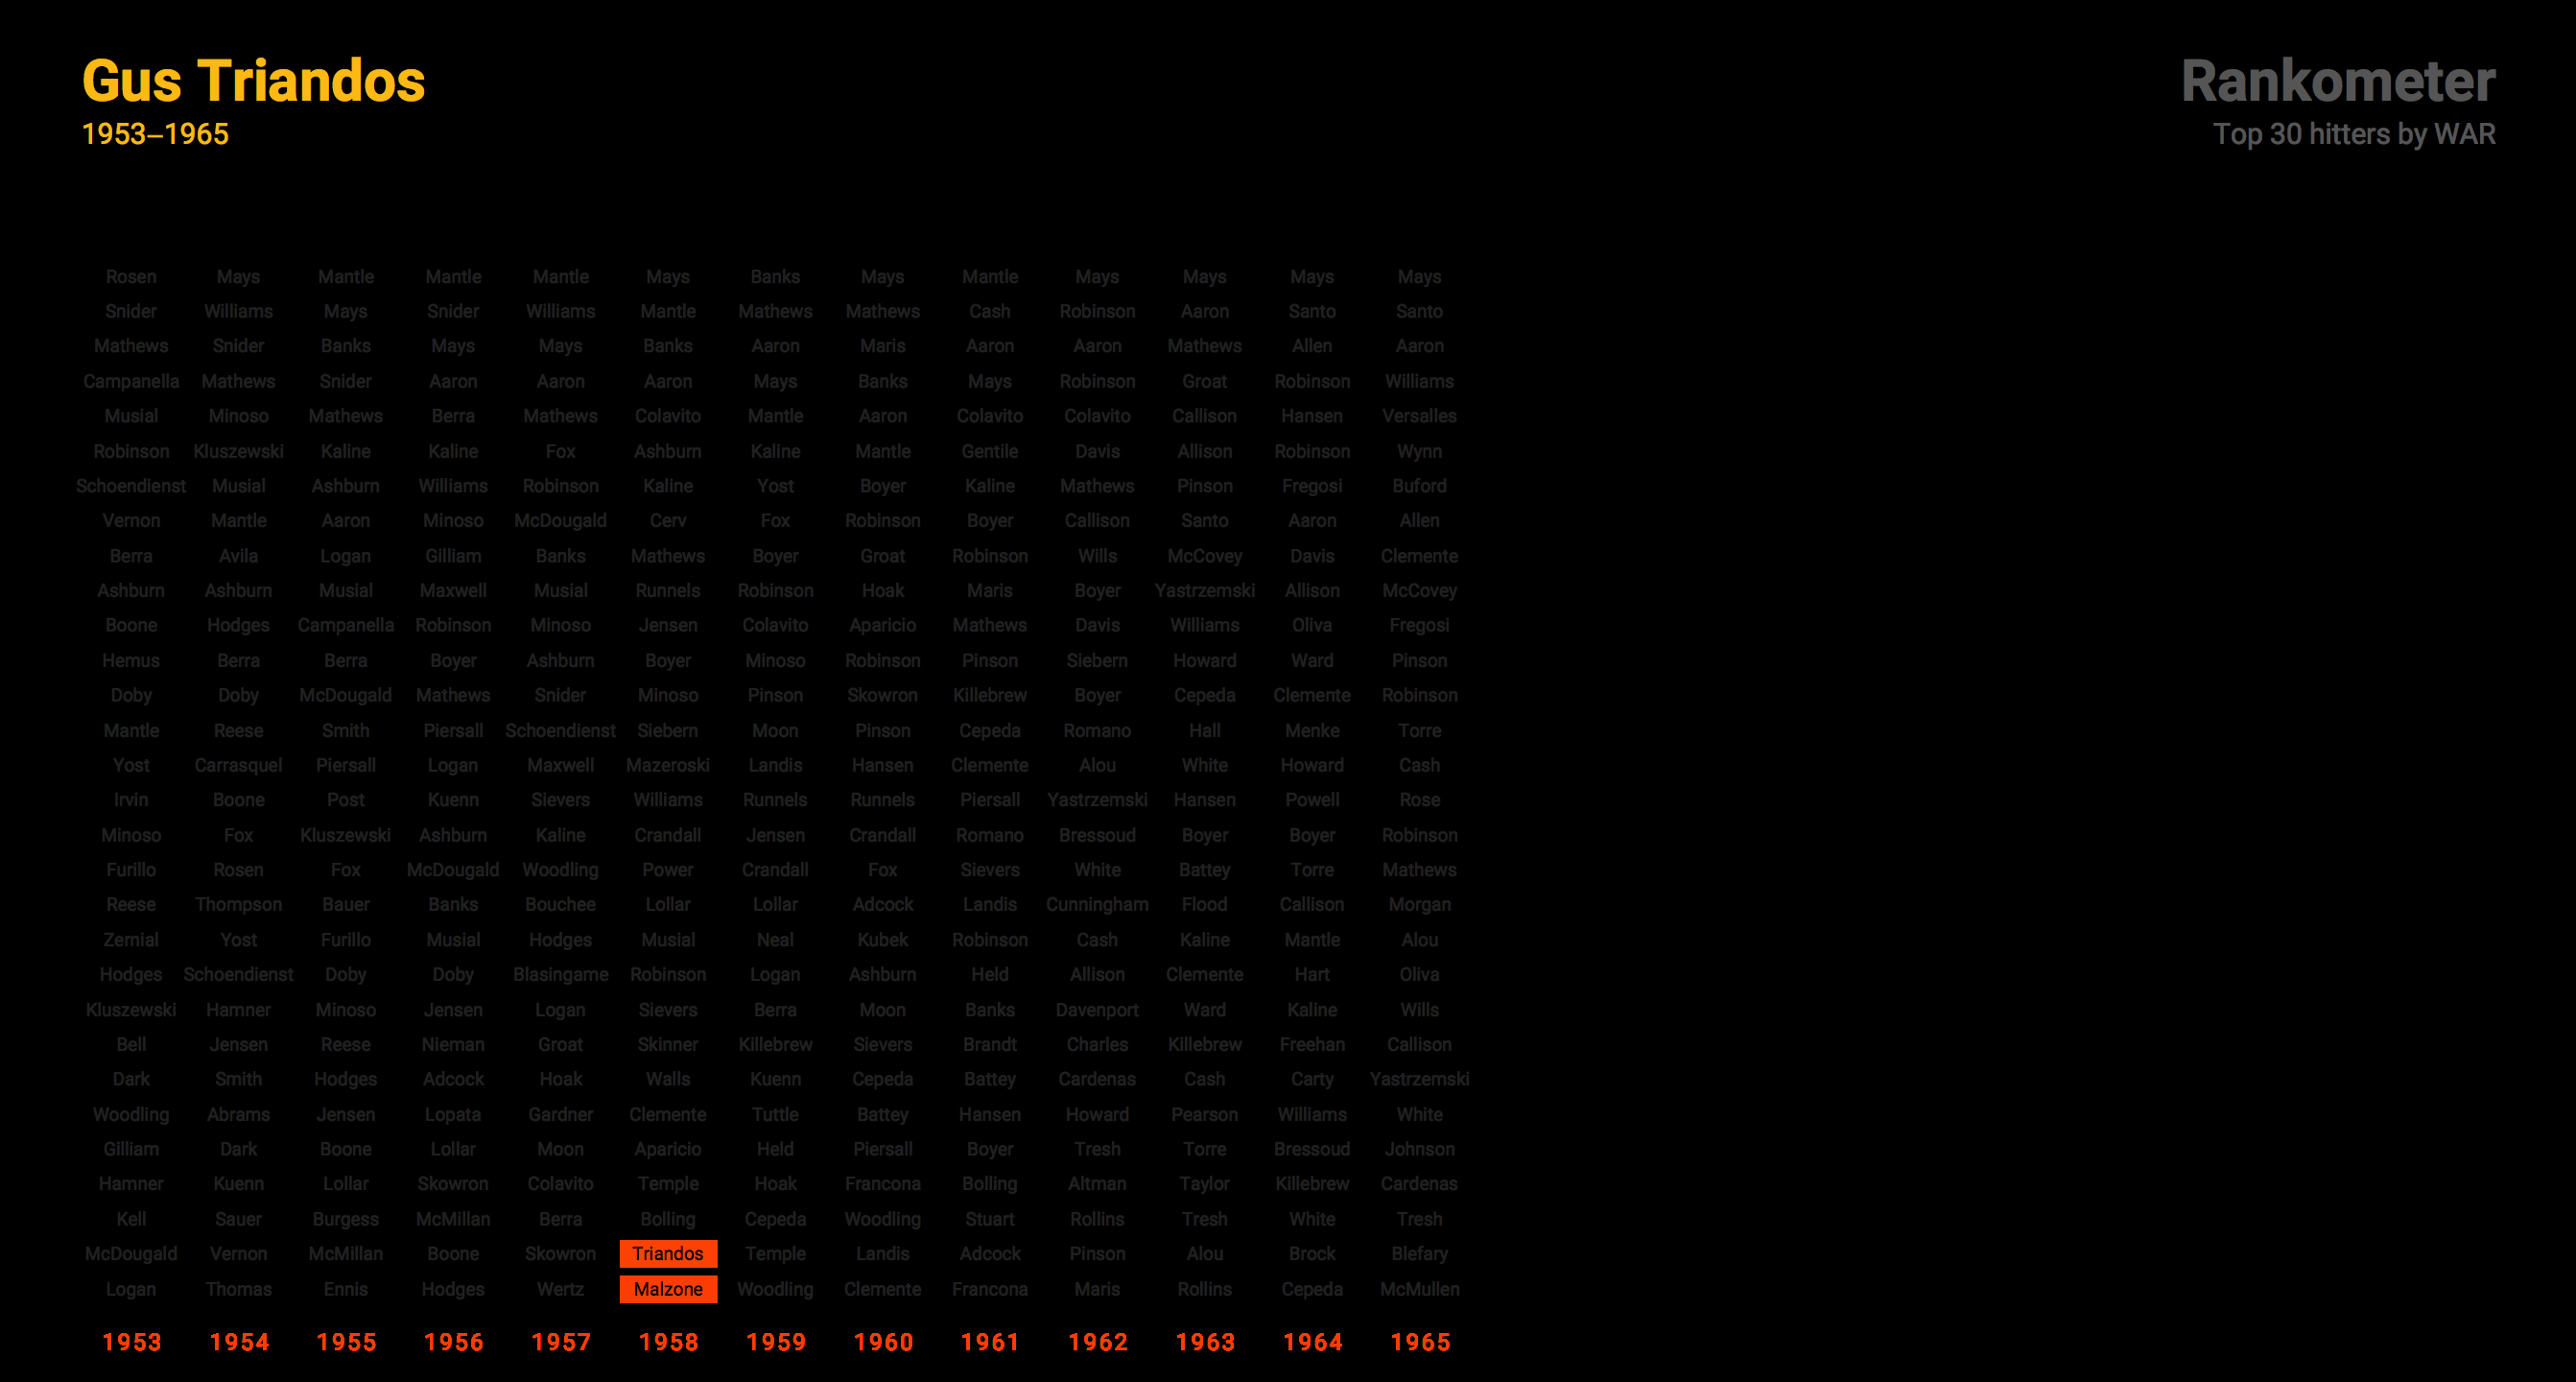 Gus Triandos
1953–1965
Rankometer
Top 30 hitters by WAR
Rosen Mays Mantle Mantle Mantle Mays Banks Mays Mantle Mays Mays Mays Mays
Snider Williams Mays Snider Williams Mantle Mathews Mathews Cash Robinson Aaron Santo Santo
Mathews Snider Banks Mays Mays Banks Aaron Maris Aaron Aaron Mathews Allen Aaron
Campanella Mathews Snider Aaron Aaron Aaron Mays Banks Mays Robinson Groat Robinson Williams
Musial Minoso Mathews Berra Mathews Colavito Mantle Aaron Colavito Colavito Callison Hansen Versalles
Robinson Kluszewski Kaline Kaline Fox Ashburn Kaline Mantle Gentile Davis Allison Robinson Wynn
Schoendienst Musial Ashburn Williams Robinson Kaline Yost Boyer Kaline Mathews Pinson Fregosi Buford
Vernon Mantle Aaron Minoso McDougald Cerv Fox Robinson Boyer Callison Santo Aaron Allen
Berra Avila Logan Gilliam Banks Mathews Boyer Groat Robinson Wills McCovey Davis Clemente
Ashburn Ashburn Musial Maxwell Musial Runnels Robinson Hoak Maris Boyer Yastrzemski Allison McCovey
Boone Hodges Campanella Robinson Minoso Jensen Colavito Aparicio Mathews Davis Williams Oliva Fregosi
Hemus Berra Berra Boyer Ashburn Boyer Minoso Robinson Pinson Siebern Howard Ward Pinson
Doby Doby McDougald Mathews Snider Minoso Pinson Skowron Killebrew Boyer Cepeda Clemente Robinson
Mantle Reese Smith Piersall Schoendienst Siebern Moon Pinson Cepeda Romano Hall Menke Torre
Yost Carrasquel Piersall Logan Maxwell Mazeroski Landis Hansen Clemente Alou White Howard Cash
Irvin Boone Post Kuenn Sievers Williams Runnels Runnels Piersall Yastrzemski Hansen Powell Rose
Minoso Fox Kluszewski Ashburn Kaline Crandall Jensen Crandall Romano Bressoud Boyer Boyer Robinson
Furillo Rosen Fox McDougald Woodling Power Crandall Fox Sievers White Battey Torre Mathews
Reese Thompson Bauer Banks Bouchee Lollar Lollar Adcock Landis Cunningham Flood Callison Morgan
Zernial Yost Furillo Musial Hodges Musial Neal Kubek Robinson Cash Kaline Mantle Alou
Hodges Schoendienst Doby Doby Blasingame Robinson Logan Ashburn Held Allison Clemente Hart Oliva
Kluszewski Hamner Minoso Jensen Logan Sievers Berra Moon Banks Davenport Ward Kaline Wills
Bell Jensen Reese Nieman Groat Skinner Killebrew Sievers Brandt Charles Killebrew Freehan Callison
Dark Smith Hodges Adcock Hoak Walls Kuenn Cepeda Battey Cardenas Cash Carty Yastrzemski
Woodling Abrams Jensen Lopata Gardner Clemente Tuttle Battey Hansen Howard Pearson Williams White
Gilliam Dark Boone Lollar Moon Aparicio Held Piersall Boyer Tresh Torre Bressoud Johnson
Hamner Kuenn Lollar Skowron Colavito Temple Hoak Francona Bolling Altman Taylor Killebrew Cardenas
Kell Sauer Burgess McMillan Berra Bolling Cepeda Woodling Stuart Rollins Tresh White Tresh
McDougald Vernon McMillan Boone Skowron Triandos Temple Landis Adcock Pinson Alou Brock Blefary
Logan Thomas Ennis Hodges Wertz Malzone Woodling Clemente Francona Maris Rollins Cepeda McMullen
1953 1954 1955 1956 1957 1958 1959 1960 1961 1962 1963 1964 1965